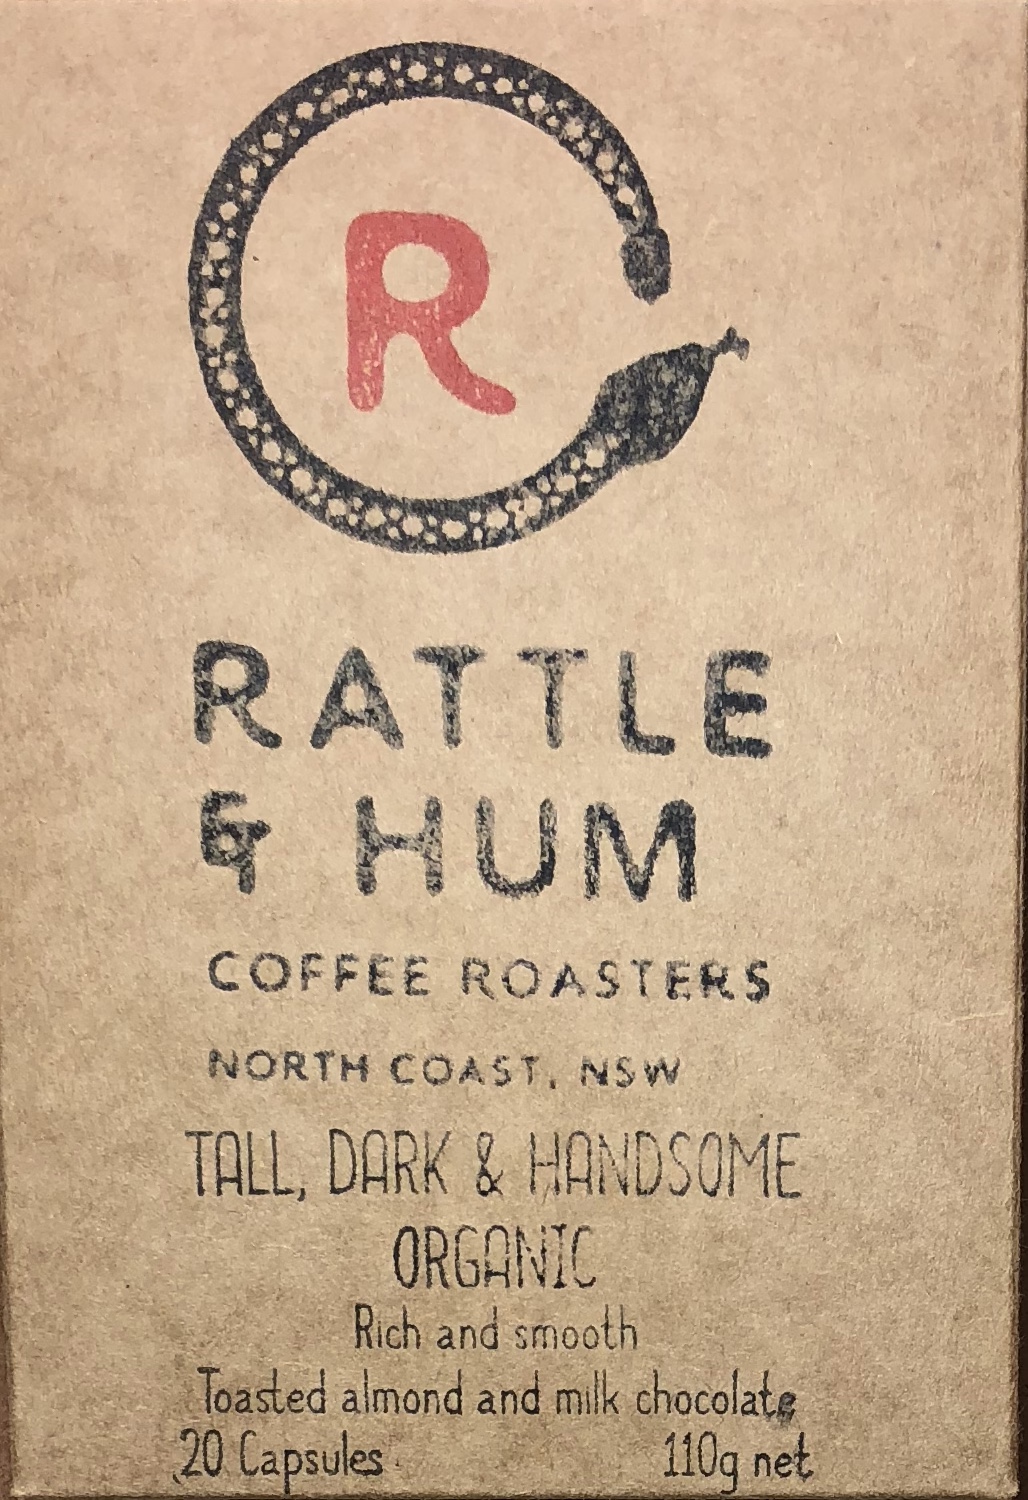 R
RATTLE
& HUM
COFFEE ROASTERS
NORTH COAST, NSW
TALL, DARK & HANDSOME
ORGANIC
Rich and smooth
Toasted almond and milk chocolate
20 Capsules 110g net